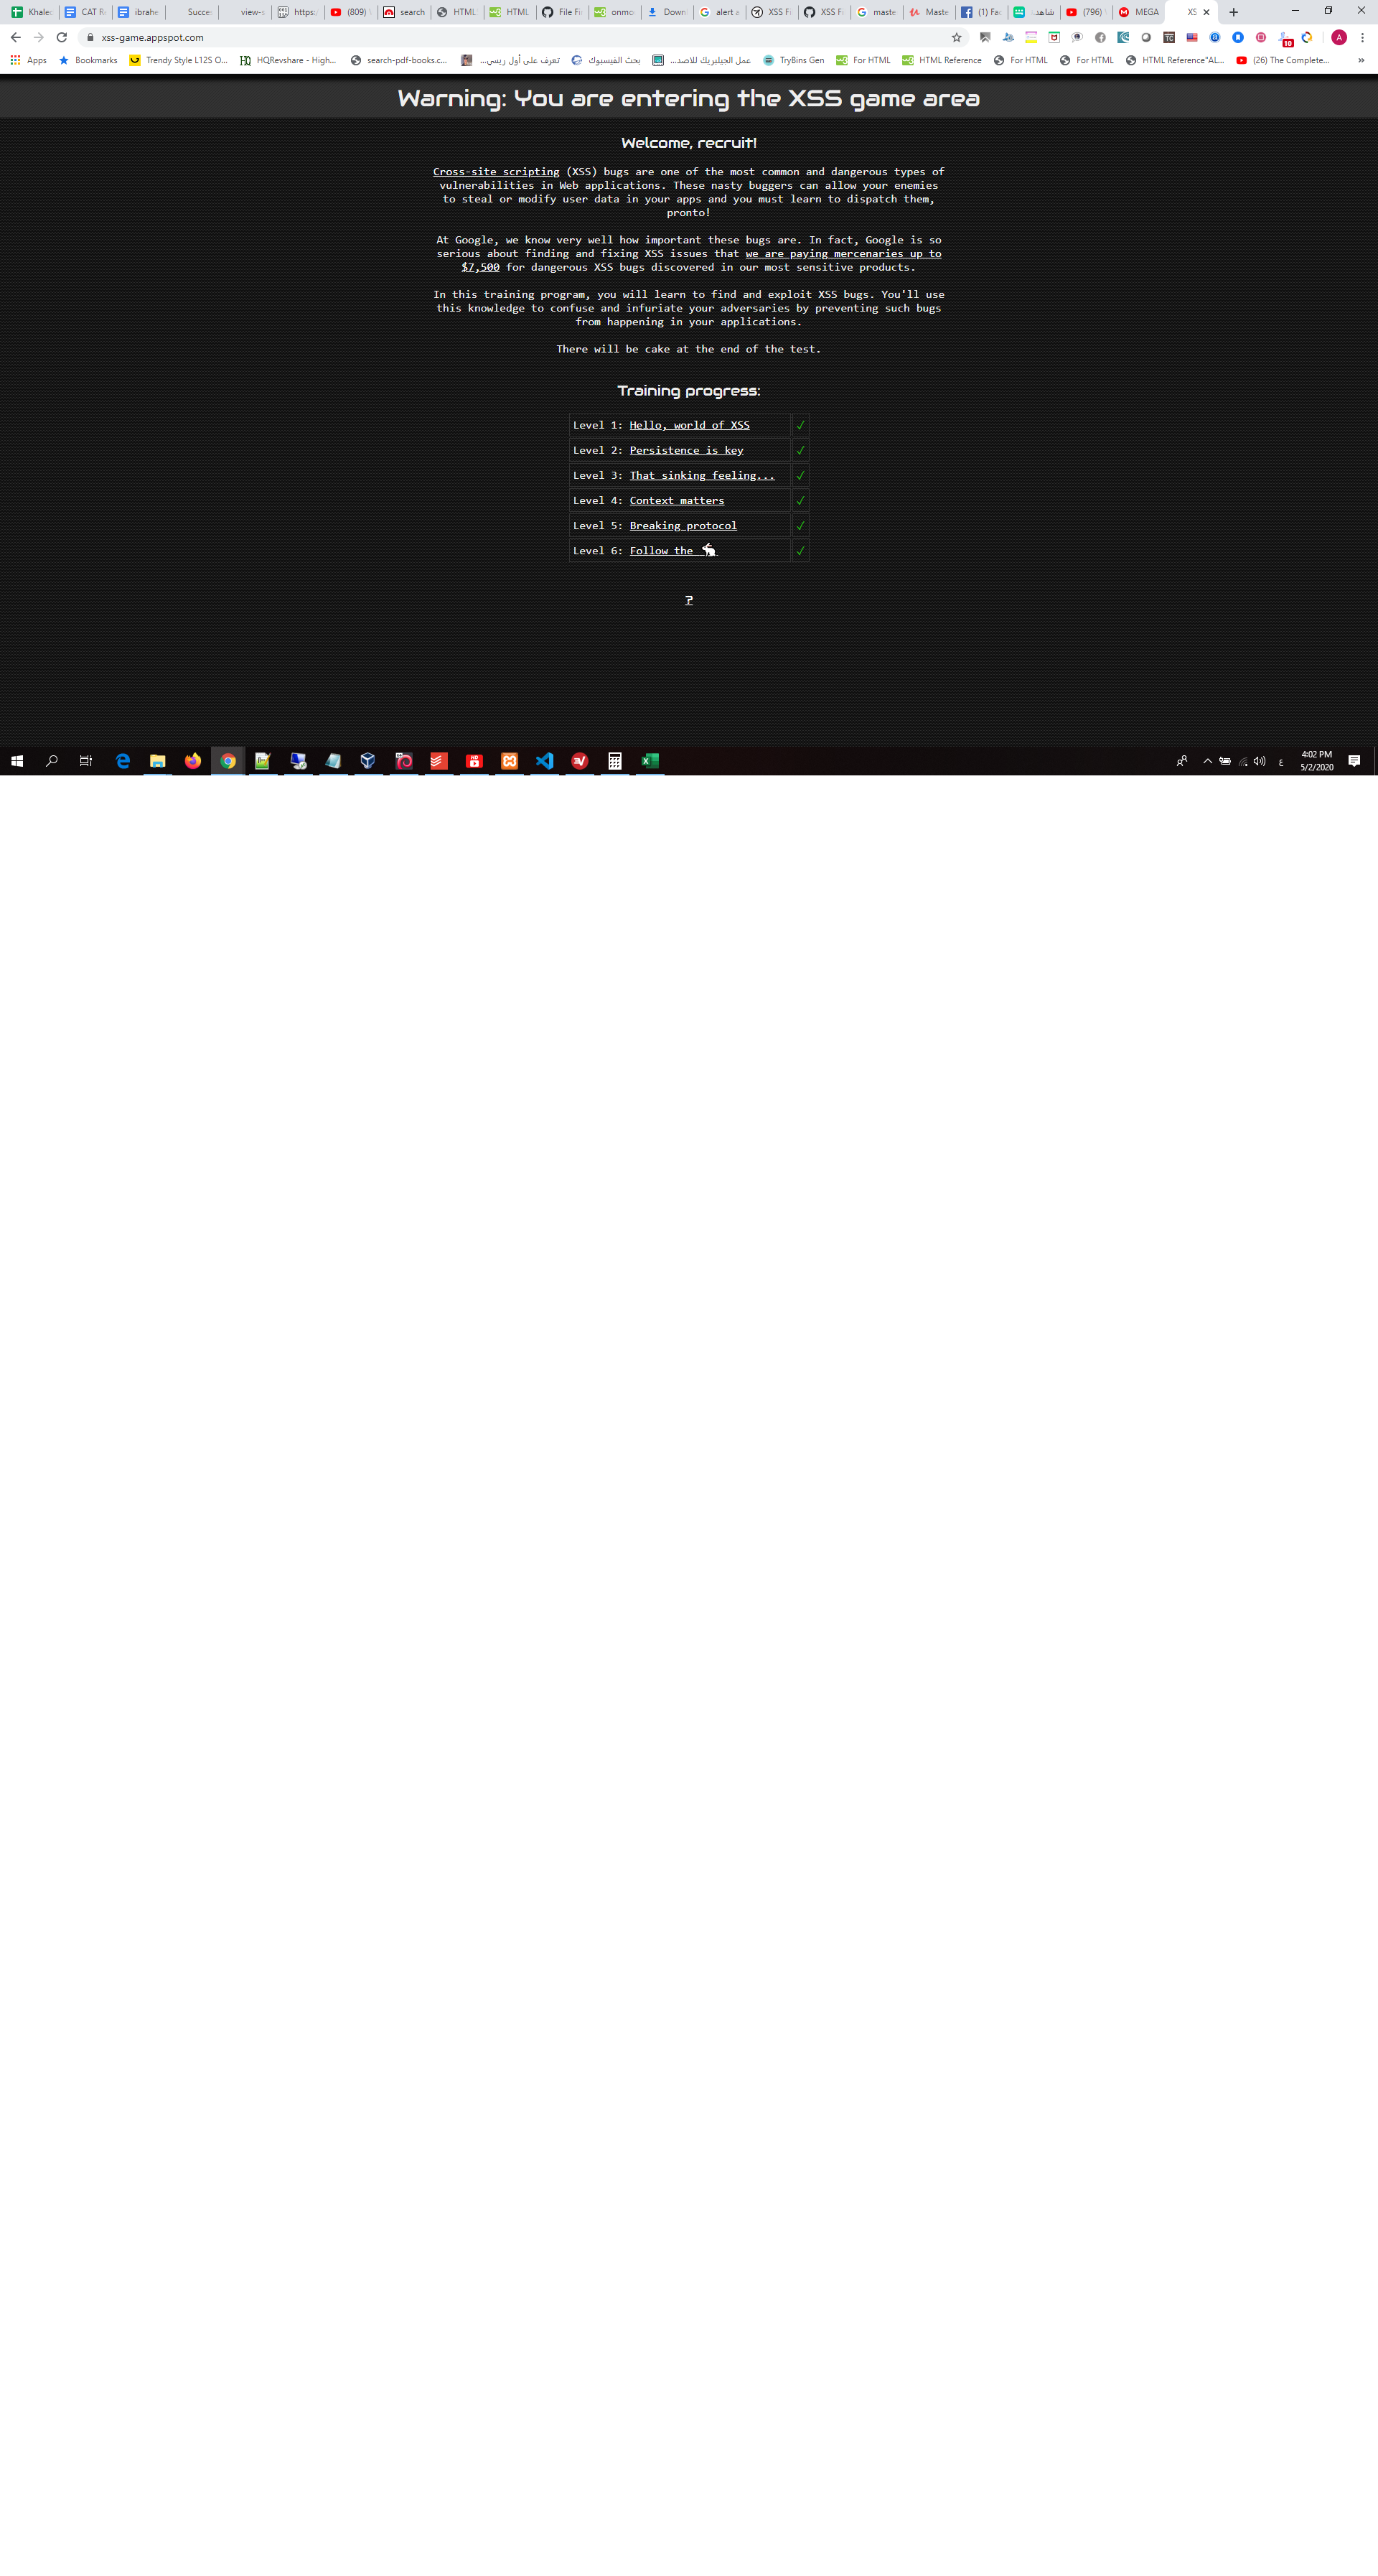 Khaled
CAT Re
ibrahe
Succes
view-s
https:/
(809)
search
HTML
HTML
File Fi
onmo
Down
alert a
XSS Fi
XSS Fi
maste
Maste
(1) Fac
شاهد
(796)
MEGA
XS
xss-game.appspot.com
10
A
Apps
Bookmarks
Trendy Style L12S O...
HQRevshare - High...
search-pdf-books.c...
تعرف على أول ريسي...
بحث الفيسبوك
عمل الجيليريك للاصد...
TryBins Gen
For HTML
HTML Reference
For HTML
For HTML
HTML Reference"AL...
(26) The Complete...
»
Warning: You are entering the XSS game area
Welcome, recruit!
Cross-site scripting (XSS) bugs are one of the most common and dangerous types of
vulnerabilities in Web applications. These nasty buggers can allow your enemies
to steal or modify user data in your apps and you must learn to dispatch them,
pronto!
At Google, we know very well how important these bugs are. In fact, Google is so
serious about finding and fixing XSS issues that we are paying mercenaries up to
$7,500 for dangerous XSS bugs discovered in our most sensitive products.
In this training program, you will learn to find and exploit XSS bugs. You'll use
this knowledge to confuse and infuriate your adversaries by preventing such bugs
from happening in your applications.
There will be cake at the end of the test.
Training progress:
Level 1: Hello, world of XSS ✓
Level 2: Persistence is key ✓
Level 3: That sinking feeling... ✓
Level 4: Context matters ✓
Level 5: Breaking protocol ✓
Level 6: Follow the ✓
?
ع
4:02 PM
5/2/2020